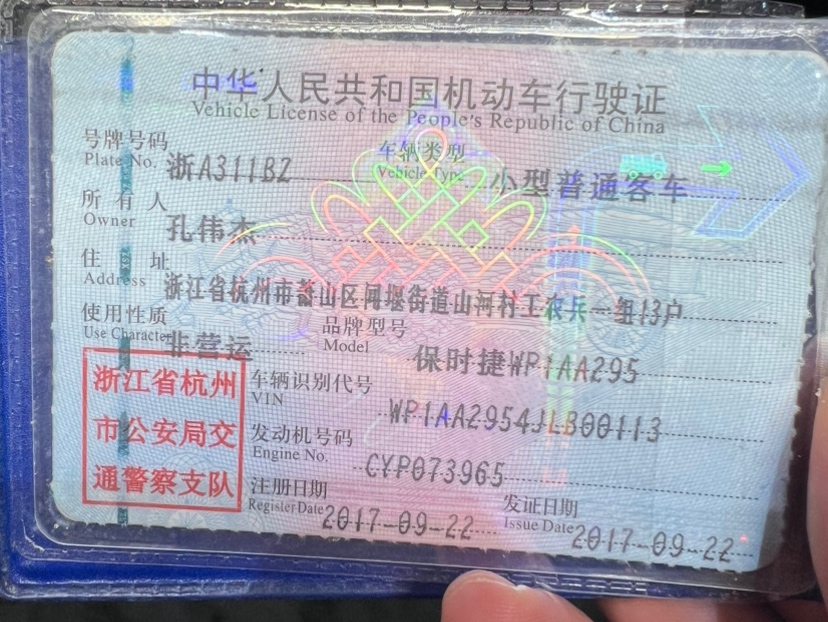 中华人民共和国机动车行驶证
Vehicle License of the People's Republic of China
号牌号码 浙A311BZ 车辆类型 小型普通客车
Plate No. Vehicle Type
所有人 孔伟杰
Owner
住址 浙江省杭州市萧山区闻堰街道山河村工农兵一组13户
Address
使用性质 非营运 品牌型号 保时捷WP1AA295
Use Character Model
浙江省杭州
市公安局交
通警察支队
车辆识别代号 WP1AA2954JLB00113
VIN
发动机号码 CYP073965
Engine No.
注册日期 2017-09-22 发证日期 2017-09-22
Register Date Issue Date